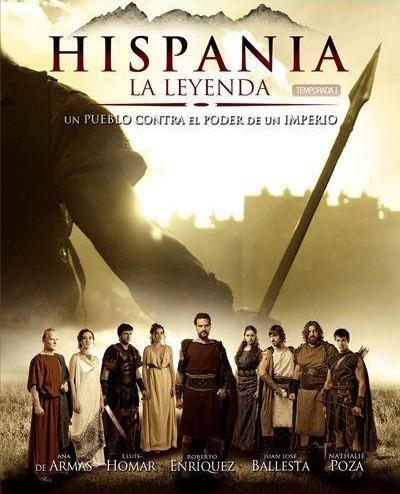 HISPANIA
LA LEYENDA
TEMPORADA I
UN PUEBLO CONTRA EL PODER DE UN IMPERIO
ANA DE ARMAS
LLUÍS HOMAR
ROBERTO ENRÍQUEZ
JUAN JOSÉ BALLESTA
NATHALIE POZA